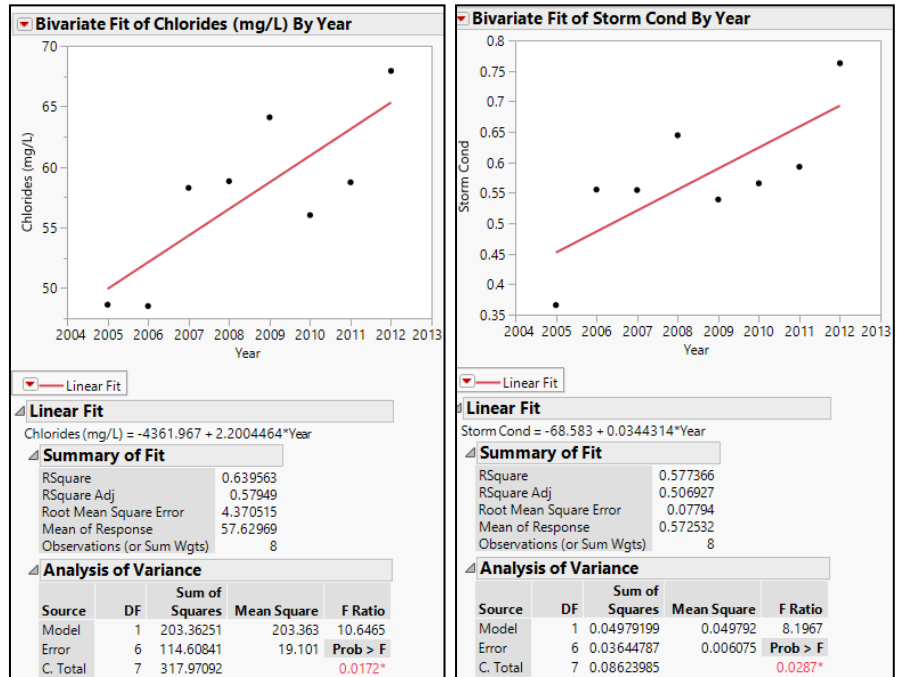 Bivariate Fit of Chlorides (mg/L) By Year
70
65
60
55
50
Chlorides (mg/L)
2004 2005 2006 2007 2008 2009 2010 2011 2012 2013
Year
Linear Fit
Linear Fit
Chlorides (mg/L) = -4361.967 + 2.2004464*Year
Summary of Fit
RSquare 0.639563
RSquare Adj 0.57949
Root Mean Square Error 4.370515
Mean of Response 57.62969
Observations (or Sum Wgts) 8
Analysis of Variance
Sum of
Source DF Squares Mean Square F Ratio
Model 1 203.36251 203.363 10.6465
Error 6 114.60841 19.101 Prob > F
C. Total 7 317.97092 0.0172*
Bivariate Fit of Storm Cond By Year
0.8
0.75
0.7
0.65
0.6
0.55
0.5
0.45
0.4
0.35
Storm Cond
2004 2005 2006 2007 2008 2009 2010 2011 2012 2013
Year
Linear Fit
Linear Fit
Storm Cond = -68.583 + 0.0344314*Year
Summary of Fit
RSquare 0.577366
RSquare Adj 0.506927
Root Mean Square Error 0.07794
Mean of Response 0.572532
Observations (or Sum Wgts) 8
Analysis of Variance
Sum of
Source DF Squares Mean Square F Ratio
Model 1 0.04979199 0.049792 8.1967
Error 6 0.03644787 0.006075 Prob > F
C. Total 7 0.08623985 0.0287*